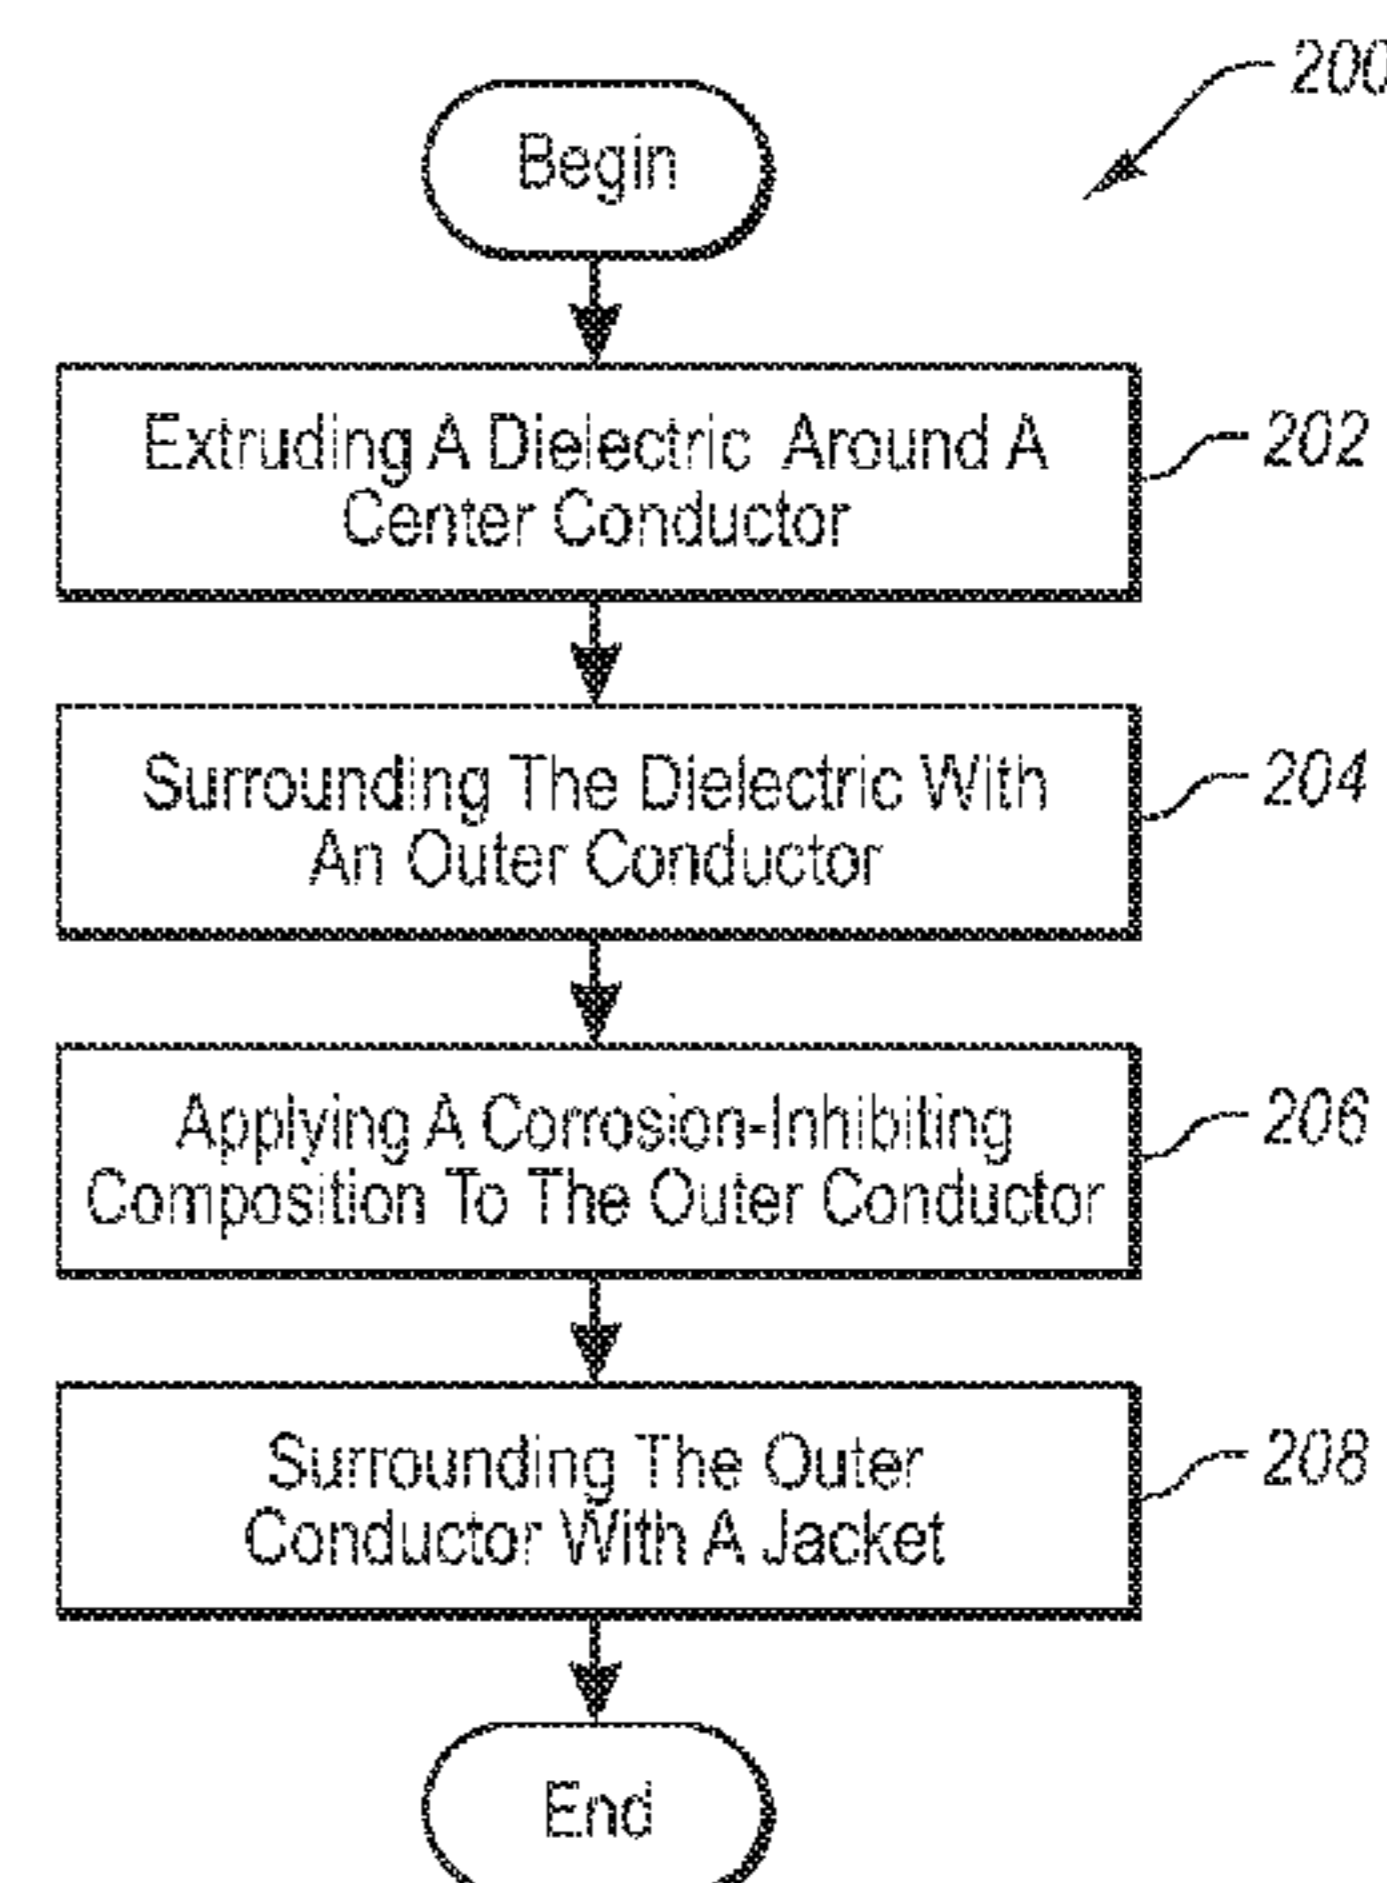 200
Begin
Extruding A Dielectric Around A
Center Conductor
202
Surrounding The Dielectric With
An Outer Conductor
204
Applying A Corrosion-Inhibiting
Composition To The Outer Conductor
206
Surrounding The Outer
Conductor With A Jacket
208
End